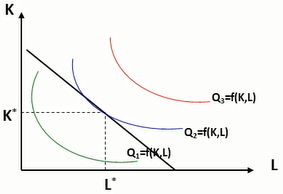 K
Q₃=f(K,L)
K*
Q₂=f(K,L)
Q₁=f(K,L)
L
L*